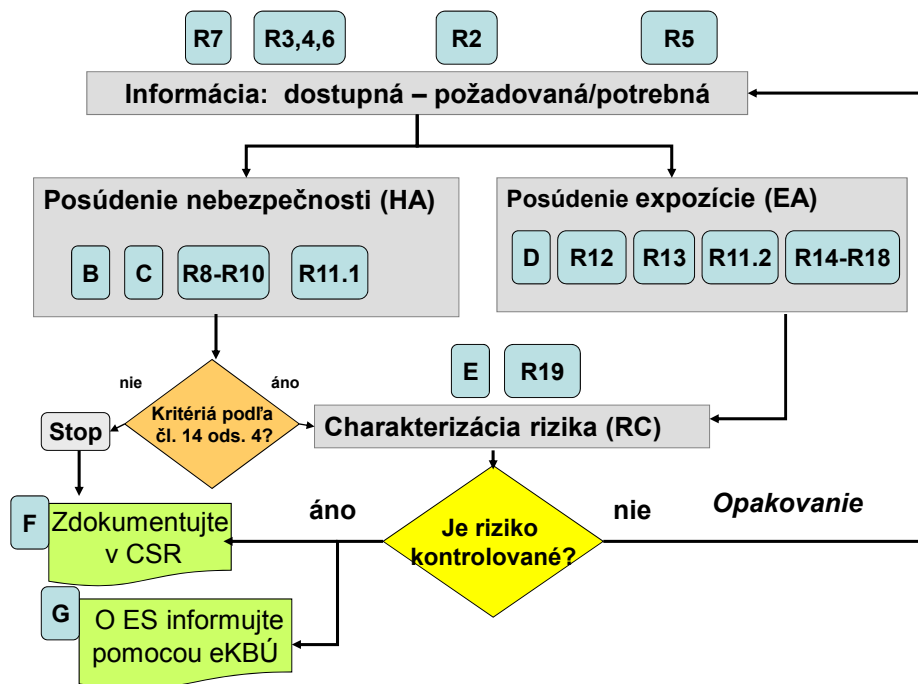 R7
R3,4,6
R2
R5
Informácia: dostupná – požadovaná/potrebná
Posúdenie nebezpečnosti (HA)
B
C
R8-R10
R11.1
Posúdenie expozície (EA)
D
R12
R13
R11.2
R14-R18
nie
áno
Kritériá podľa
čl. 14 ods. 4?
Stop
E
R19
Charakterizácia rizika (RC)
F
Zdokumentujte
v CSR
áno
Je riziko
kontrolované?
nie
Opakovanie
G
O ES informujte
pomocou eKBÚ